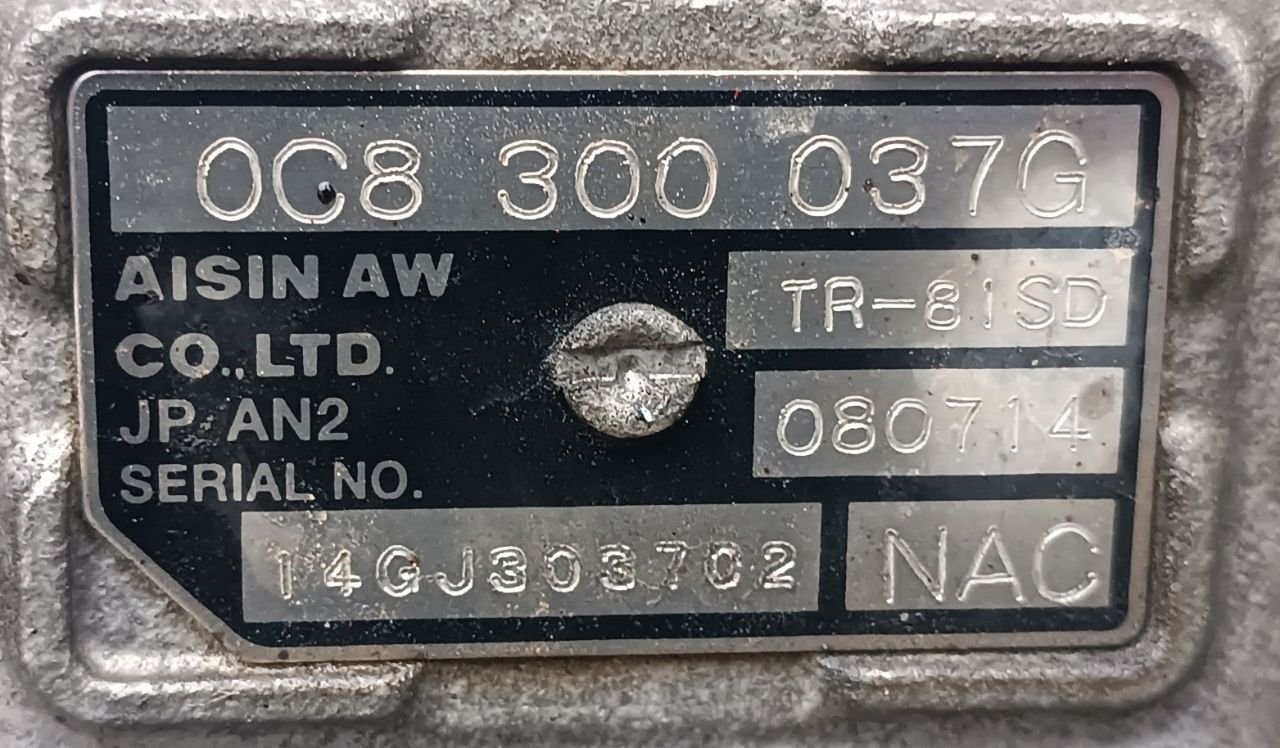 0C8 300 037G
AISIN AW
CO.,LTD.
JP AN2
SERIAL NO.
TR-81SD
080714
14GJ303702
NAC